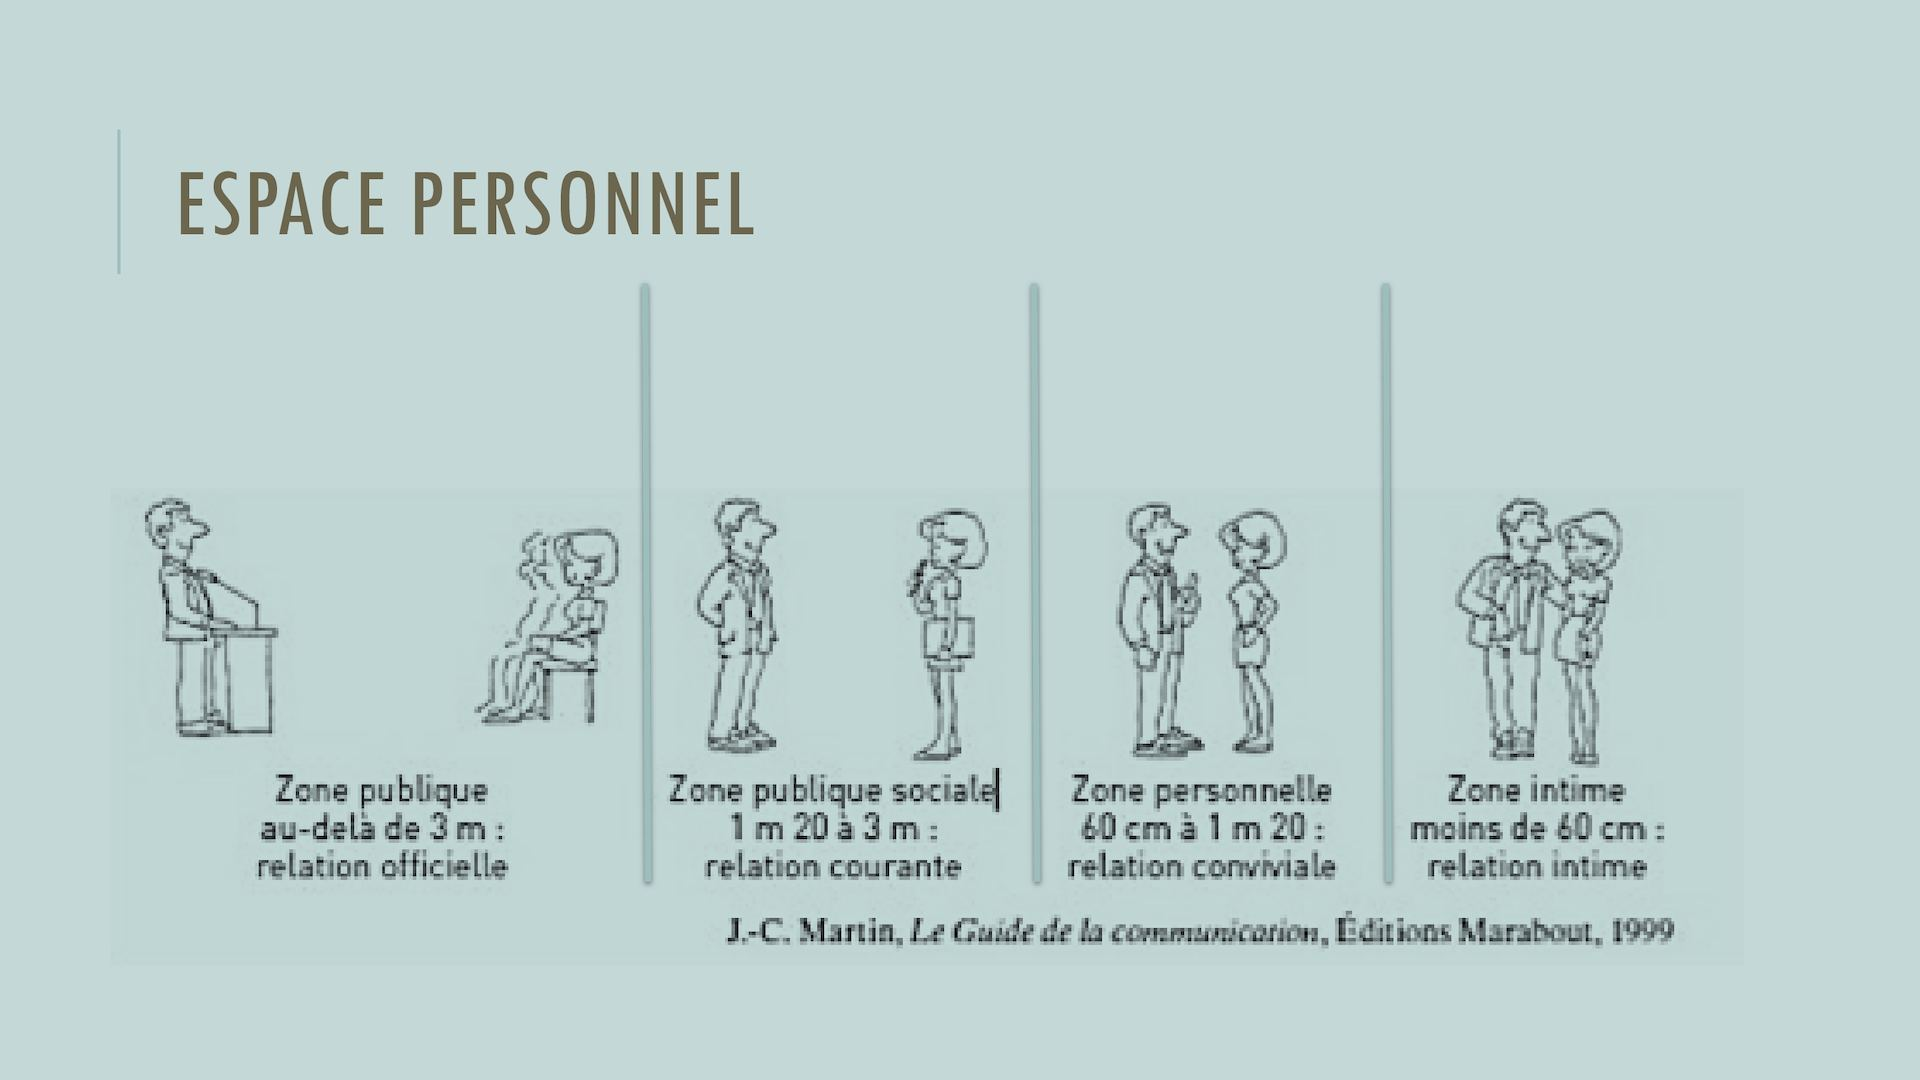 ESPACE PERSONNEL
Zone publique
au-delà de 3 m :
relation officielle
Zone publique sociale
1 m 20 à 3 m :
relation courante
Zone personnelle
60 cm à 1 m 20 :
relation conviviale
Zone intime
moins de 60 cm :
relation intime
J.-C. Martin, Le Guide de la communication, Éditions Marabout, 1999